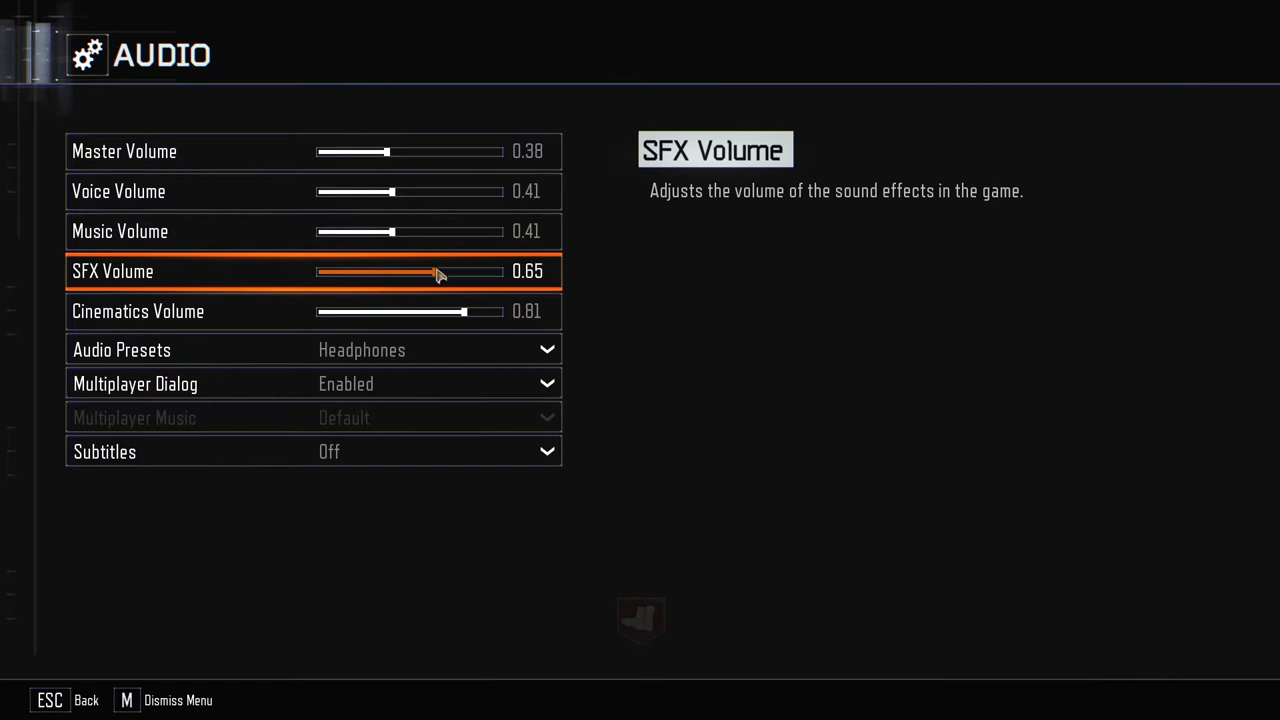 AUDIO
Master Volume 0.38
SFX Volume
Voice Volume 0.41
Adjusts the volume of the sound effects in the game.
Music Volume 0.41
SFX Volume 0.65
Cinematics Volume 0.81
Audio Presets Headphones
Multiplayer Dialog Enabled
Multiplayer Music Default
Subtitles Off
ESC Back M Dismiss Menu